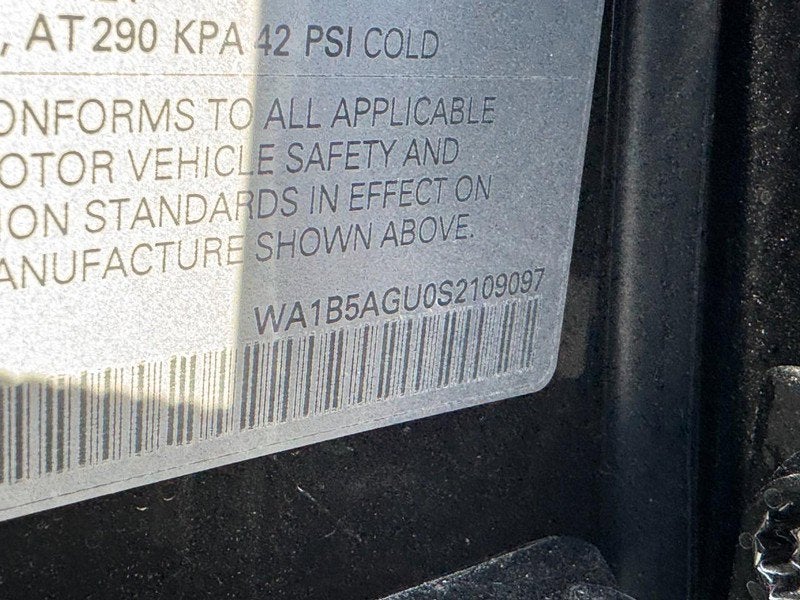 , AT 290 KPA 42 PSI COLD
ONFORMS TO ALL APPLICABLE
OTOR VEHICLE SAFETY AND
ION STANDARDS IN EFFECT ON
ANUFACTURE SHOWN ABOVE.
WA1B5AGU0S2109097